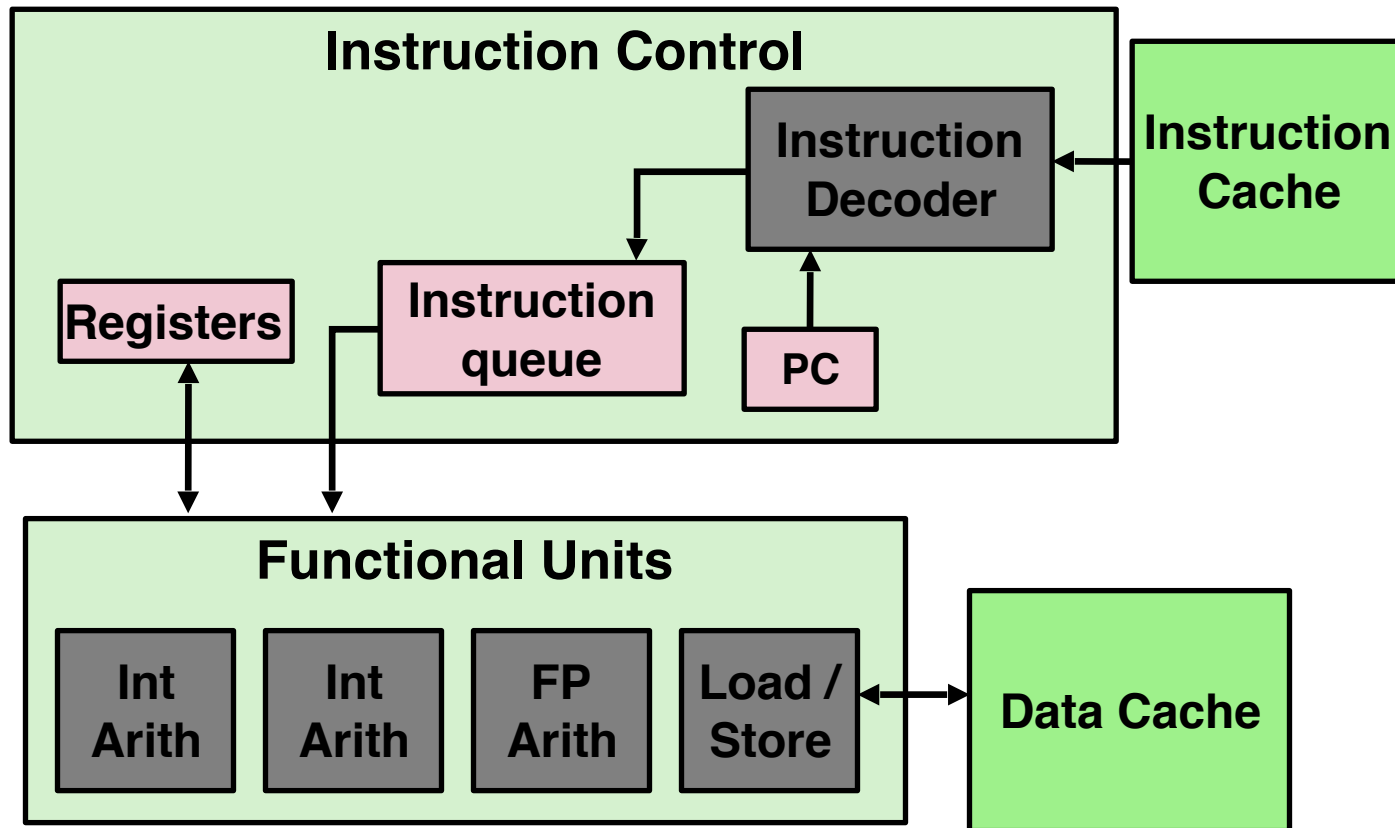 Instruction Control
Instruction
Decoder
Instruction
Cache
Registers
Instruction
queue
PC
Functional Units
Int
Arith
Int
Arith
FP
Arith
Load /
Store
Data Cache